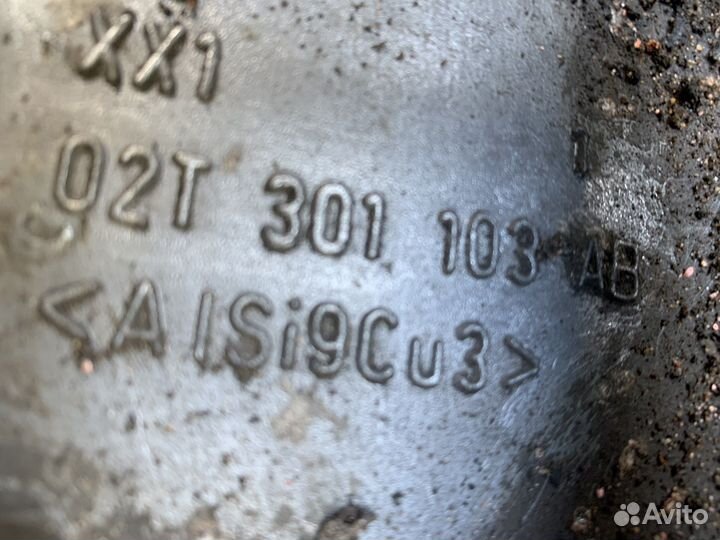 XX1
02T 301 103 AB
<AlSi9Cu3>
Avito